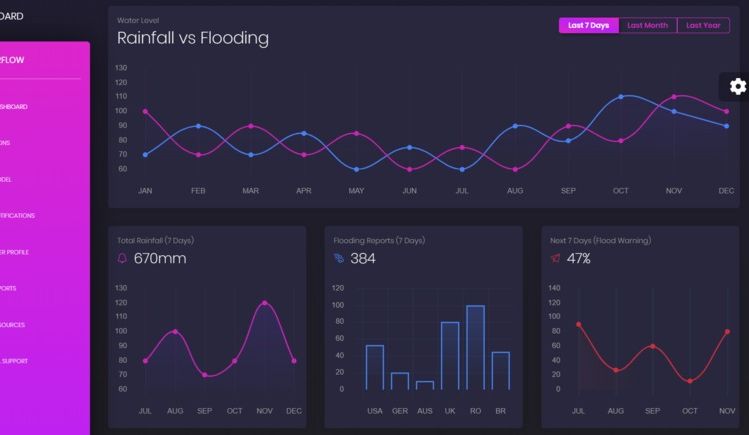 OARD
RFLOW
SHBOARD
ONS
ODEL
TIFICATIONS
ER PROFILE
PORTS
SOURCES
L SUPPORT
Water Level
Rainfall vs Flooding
Last 7 Days Last Month Last Year
130
120
110
100
90
80
70
60
JAN FEB MAR APR MAY JUN JUL AUG SEP OCT NOV DEC
Total Rainfall (7 Days)
670mm
130
120
110
100
90
80
70
60
JUL AUG SEP OCT NOV DEC
Flooding Reports (7 Days)
384
120
100
80
60
40
20
0
USA GER AUS UK RO BR
Next 7 Days (Flood Warning)
47%
140
120
100
80
60
40
20
0
JUL AUG SEP OCT NOV